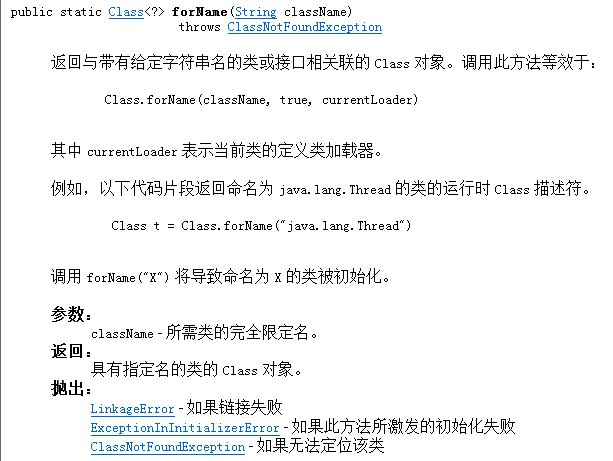 public static Class<?> forName(String className)
throws ClassNotFoundException
返回与带有给定字符串名的类或接口相关联的 Class 对象。调用此方法等效于：
Class.forName(className, true, currentLoader)
其中 currentLoader 表示当前类的定义类加载器。
例如，以下代码片段返回命名为 java.lang.Thread 的类的运行时 Class 描述符。
Class t = Class.forName("java.lang.Thread")
调用 forName("X") 将导致命名为 X 的类被初始化。
参数：
className - 所需类的完全限定名。
返回：
具有指定名的类的 Class 对象。
抛出：
LinkageError - 如果链接失败
ExceptionInInitializerError - 如果此方法所激发的初始化失败
ClassNotFoundException - 如果无法定位该类